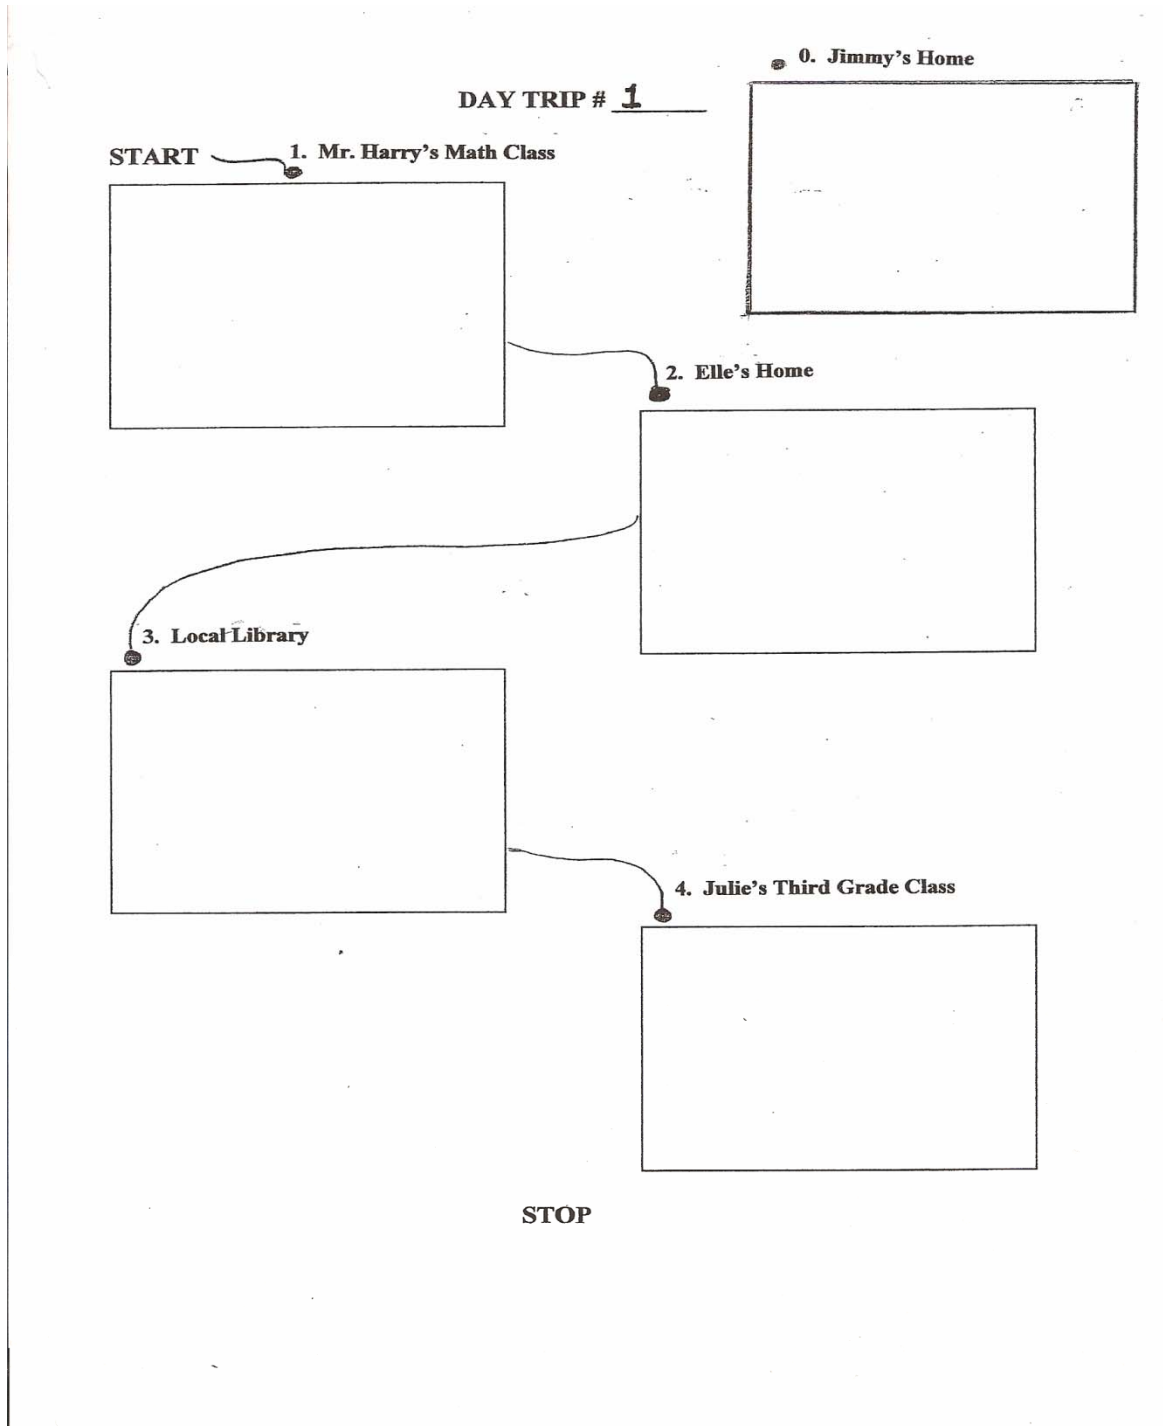 0. Jimmy's Home
DAY TRIP # 1
START
1. Mr. Harry's Math Class
2. Elle's Home
3. Local Library
4. Julie's Third Grade Class
STOP